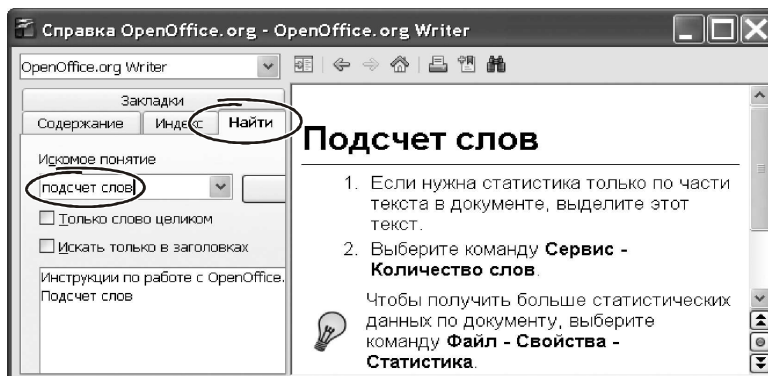 Справка OpenOffice.org - OpenOffice.org Writer
OpenOffice.org Writer
Закладки
Содержание Индекс Найти
Искомое понятие
подсчет слов
Только слово целиком
Искать только в заголовках
Инструкции по работе с OpenOffice.
Подсчет слов
Подсчет слов
1. Если нужна статистика только по части
текста в документе, выделите этот
текст.
2. Выберите команду Сервис -
Количество слов.
Чтобы получить больше статистических
данных по документу, выберите
команду Файл - Свойства -
Статистика.